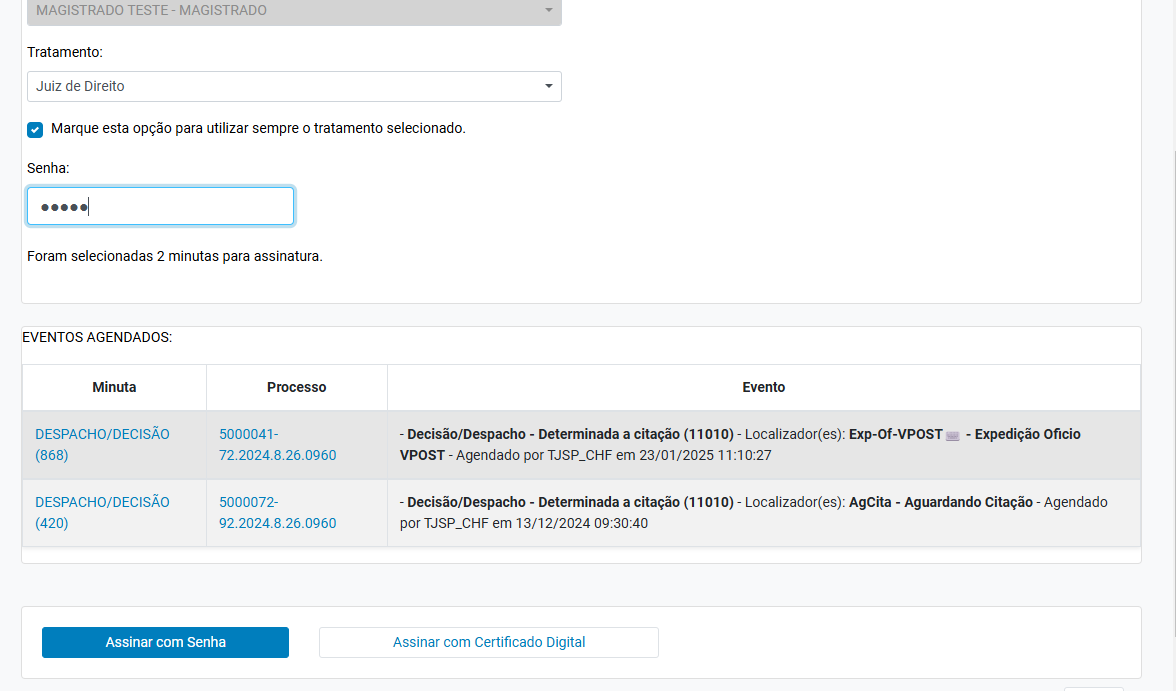 MAGISTRADO TESTE - MAGISTRADO
Tratamento:
Juiz de Direito
Marque esta opção para utilizar sempre o tratamento selecionado.
Senha:
•••••
Foram selecionadas 2 minutas para assinatura.
EVENTOS AGENDADOS:
Minuta Processo Evento
DESPACHO/DECISÃO 5000041- - Decisão/Despacho - Determinada a citação (11010) - Localizador(es): Exp-Of-VPOST - Expedição Oficio
(868) 72.2024.8.26.0960 VPOST - Agendado por TJSP_CHF em 23/01/2025 11:10:27
DESPACHO/DECISÃO 5000072- - Decisão/Despacho - Determinada a citação (11010) - Localizador(es): AgCita - Aguardando Citação - Agendado
(420) 92.2024.8.26.0960 por TJSP_CHF em 13/12/2024 09:30:40
Assinar com Senha Assinar com Certificado Digital